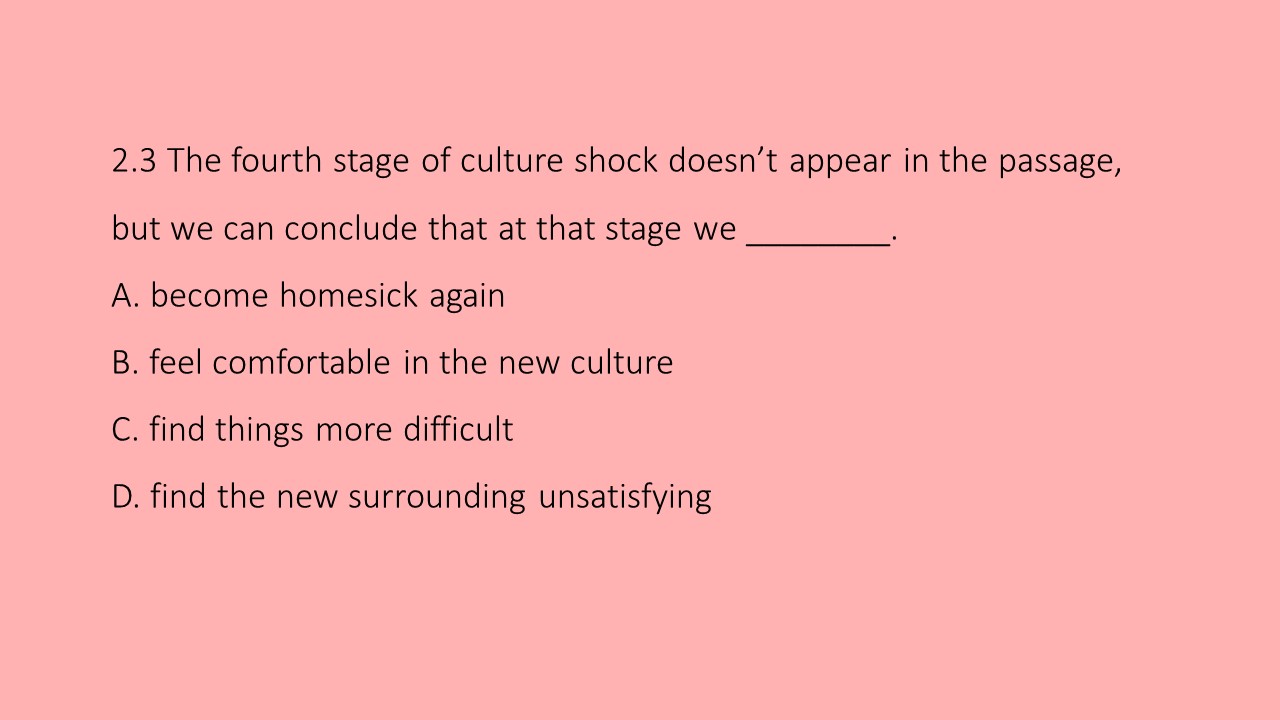 2.3 The fourth stage of culture shock doesn’t appear in the passage,
but we can conclude that at that stage we ________.
A. become homesick again
B. feel comfortable in the new culture
C. find things more difficult
D. find the new surrounding unsatisfying